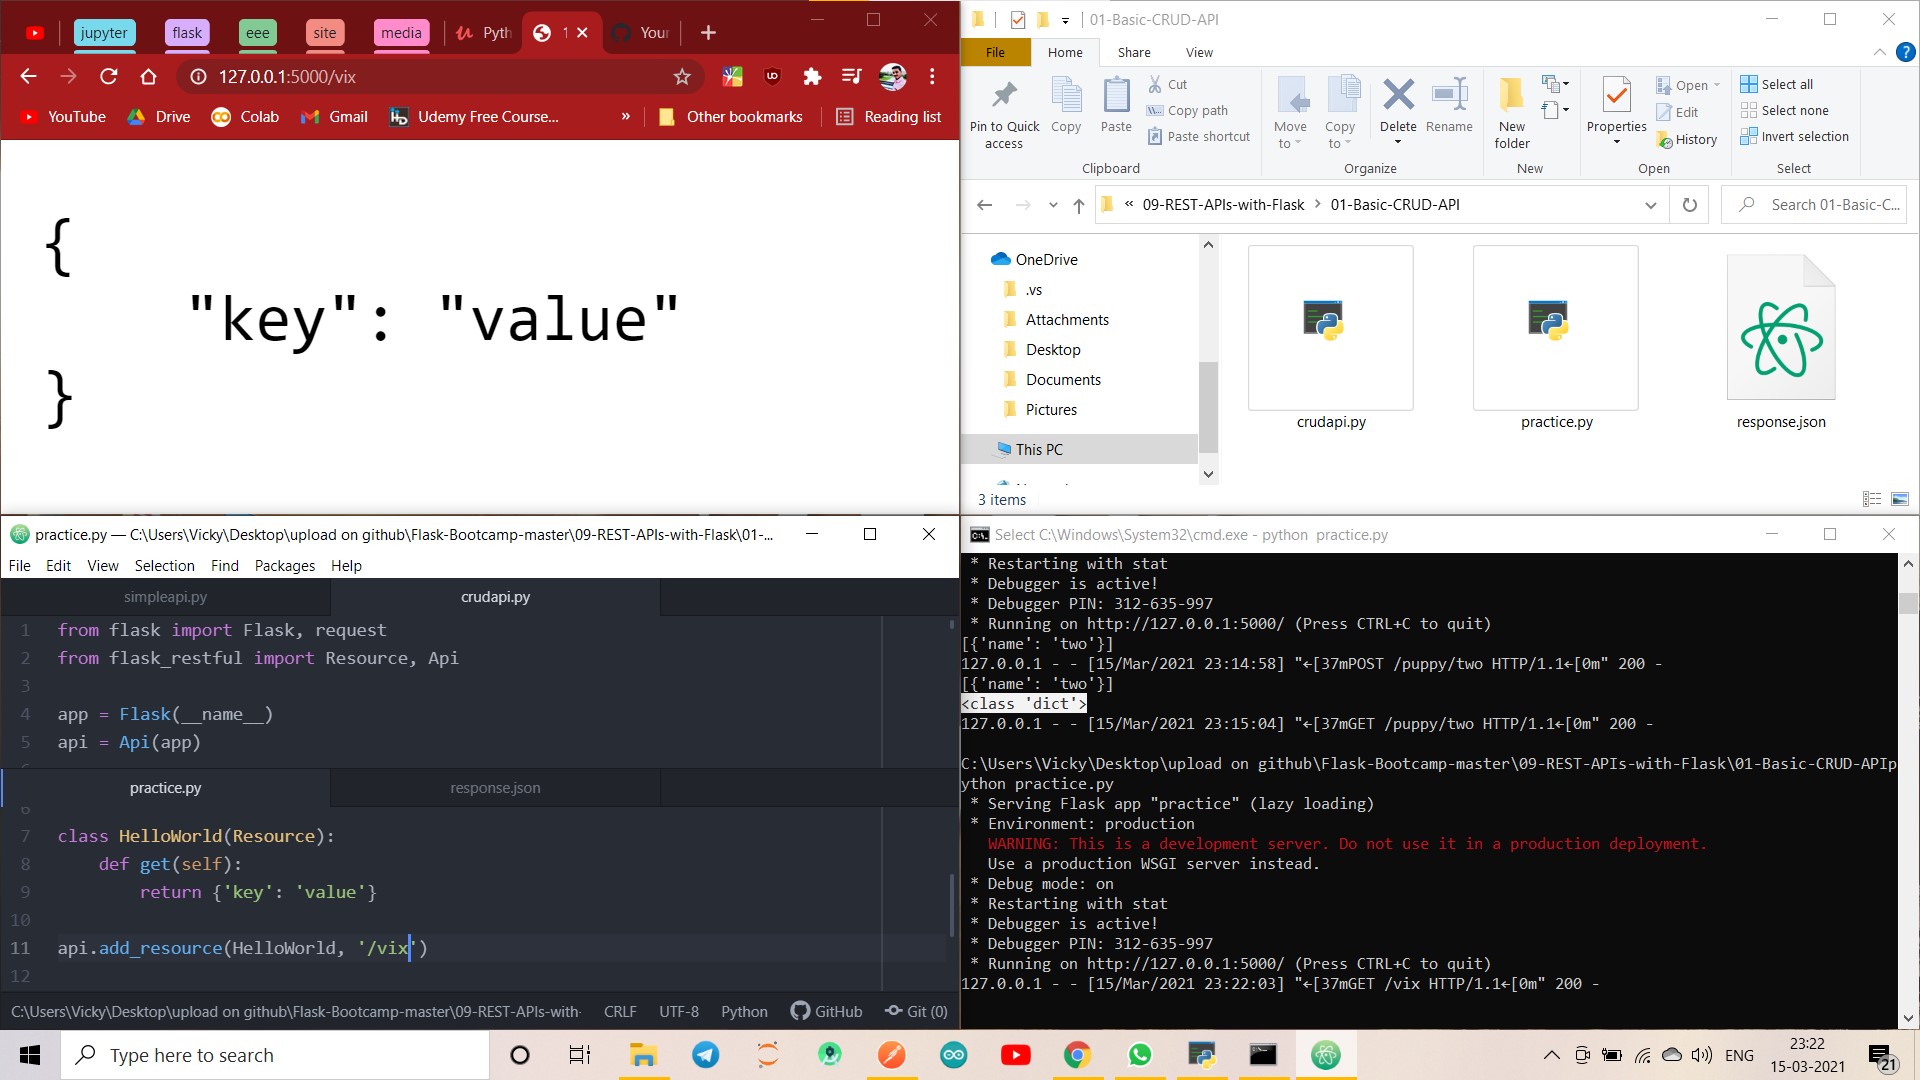 jupyter flask eee site media Pyth 1 Your
127.0.0.1:5000/vix
YouTube Drive Colab Gmail Udemy Free Course... » Other bookmarks Reading list
{
"key": "value"
}
01-Basic-CRUD-API
File Home Share View
Pin to Quick access
Copy
Paste
Cut
Copy path
Paste shortcut
Move to
Copy to
Delete
Rename
New folder
Properties
Open
Edit
History
Select all
Select none
Invert selection
Clipboard Organize New Open Select
« 09-REST-APIs-with-Flask > 01-Basic-CRUD-API Search 01-Basic-C...
OneDrive
.vs
Attachments
Desktop
Documents
Pictures
This PC
crudapi.py practice.py response.json
3 items
practice.py — C:\Users\Vicky\Desktop\upload on github\Flask-Bootcamp-master\09-REST-APIs-with-Flask\01-...
File Edit View Selection Find Packages Help
simpleapi.py crudapi.py
1 from flask import Flask, request
2 from flask_restful import Resource, Api
3
4 app = Flask(__name__)
5 api = Api(app)
practice.py response.json
6
7 class HelloWorld(Resource):
8 def get(self):
9 return {'key': 'value'}
10
11 api.add_resource(HelloWorld, '/vix')
12
C:\Users\Vicky\Desktop\upload on github\Flask-Bootcamp-master\09-REST-APIs-with- CRLF UTF-8 Python GitHub Git (0)
Select C:\Windows\System32\cmd.exe - python practice.py
* Restarting with stat
* Debugger is active!
* Debugger PIN: 312-635-997
* Running on http://127.0.0.1:5000/ (Press CTRL+C to quit)
[{'name': 'two'}]
127.0.0.1 - - [15/Mar/2021 23:14:58] "←[37mPOST /puppy/two HTTP/1.1←[0m" 200 -
[{'name': 'two'}]
<class 'dict'>
127.0.0.1 - - [15/Mar/2021 23:15:04] "←[37mGET /puppy/two HTTP/1.1←[0m" 200 -
C:\Users\Vicky\Desktop\upload on github\Flask-Bootcamp-master\09-REST-APIs-with-Flask\01-Basic-CRUD-APIp
ython practice.py
* Serving Flask app "practice" (lazy loading)
* Environment: production
WARNING: This is a development server. Do not use it in a production deployment.
Use a production WSGI server instead.
* Debug mode: on
* Restarting with stat
* Debugger is active!
* Debugger PIN: 312-635-997
* Running on http://127.0.0.1:5000/ (Press CTRL+C to quit)
127.0.0.1 - - [15/Mar/2021 23:22:03] "←[37mGET /vix HTTP/1.1←[0m" 200 -
Type here to search
ENG
23:22
15-03-2021
21